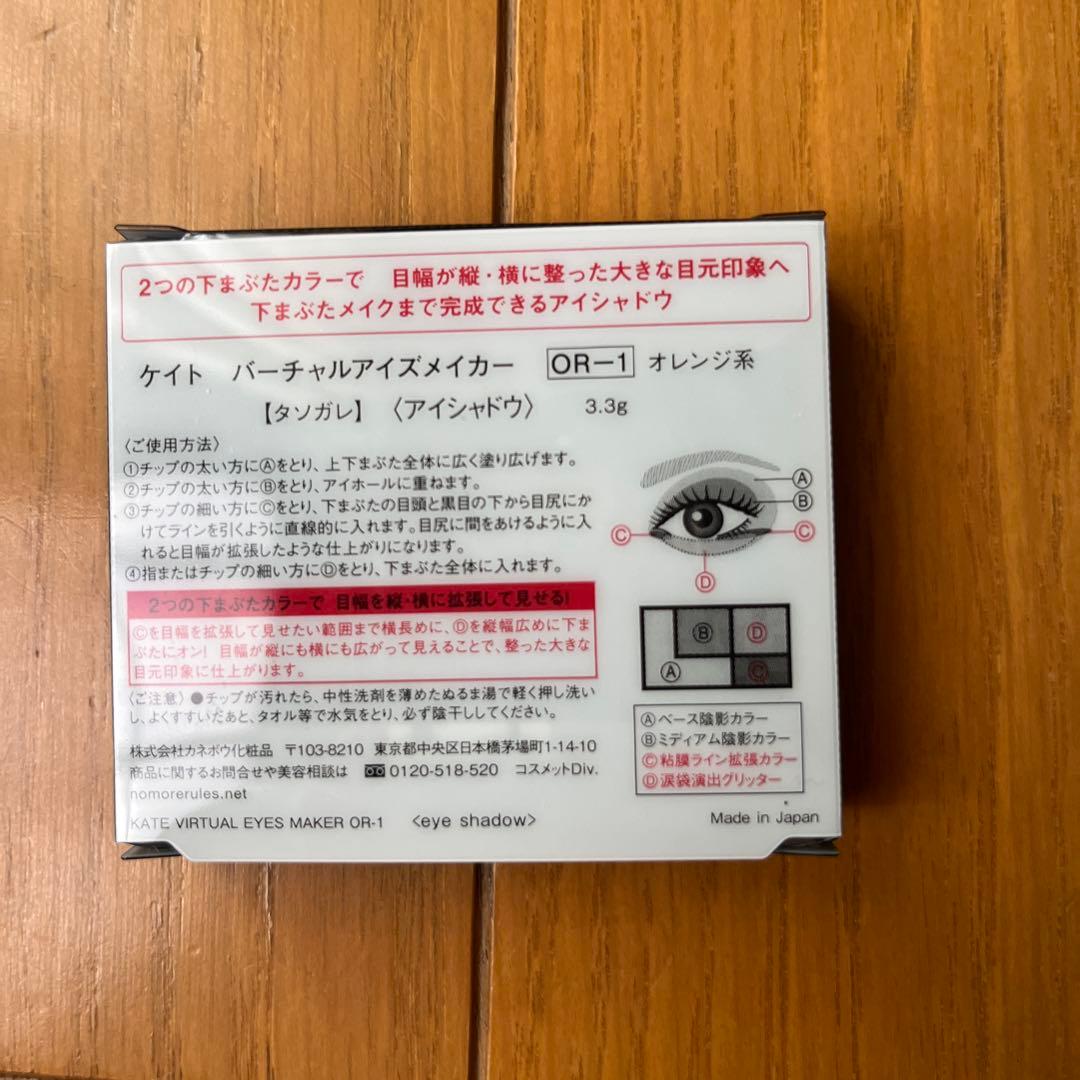 2つの下まぶたカラーで 目幅が縦・横に整った大きな目元印象へ
下まぶたメイクまで完成できるアイシャドウ
ケイト バーチャルアイズメイカー OR-1 オレンジ系
【タソガレ】〈アイシャドウ〉 3.3g
〈ご使用方法〉
①チップの太い方にⒶをとり、上下まぶた全体に広く塗り広げます。
②チップの太い方にⒷをとり、アイホールに重ねます。
③チップの細い方にⒸをとり、下まぶたの目頭と黒目の下から目尻にか
けてラインを引くように直線的に入れます。目尻に間をあけるように入
れると目幅が拡張したような仕上がりになります。
④指またはチップの細い方にⒹをとり、下まぶた全体に入れます。
Ⓐ
Ⓑ
Ⓒ
Ⓒ
Ⓓ
2つの下まぶたカラーで 目幅を縦・横に拡張して見せる!
Ⓒを目幅を拡張して見せたい範囲まで横長めに、Ⓓを縦幅広めに下ま
ぶたにオン! 目幅が縦にも横にも広がって見えることで、整った大きな
目元印象に仕上がります。
Ⓑ Ⓓ
Ⓐ Ⓒ
〈ご注意〉●チップが汚れたら、中性洗剤を薄めたぬるま湯で軽く押し洗い
し、よくすすいだあと、タオル等で水気をとり、必ず陰干ししてください。
Ⓐベース陰影カラー
Ⓑミディアム陰影カラー
Ⓒ粘膜ライン拡張カラー
Ⓓ涙袋演出グリッター
株式会社カネボウ化粧品 〒103-8210 東京都中央区日本橋茅場町1-14-10
商品に関するお問合せや美容相談は 0120-518-520 コスメットDiv.
nomorerules.net
KATE VIRTUAL EYES MAKER OR-1 <eye shadow> Made in Japan